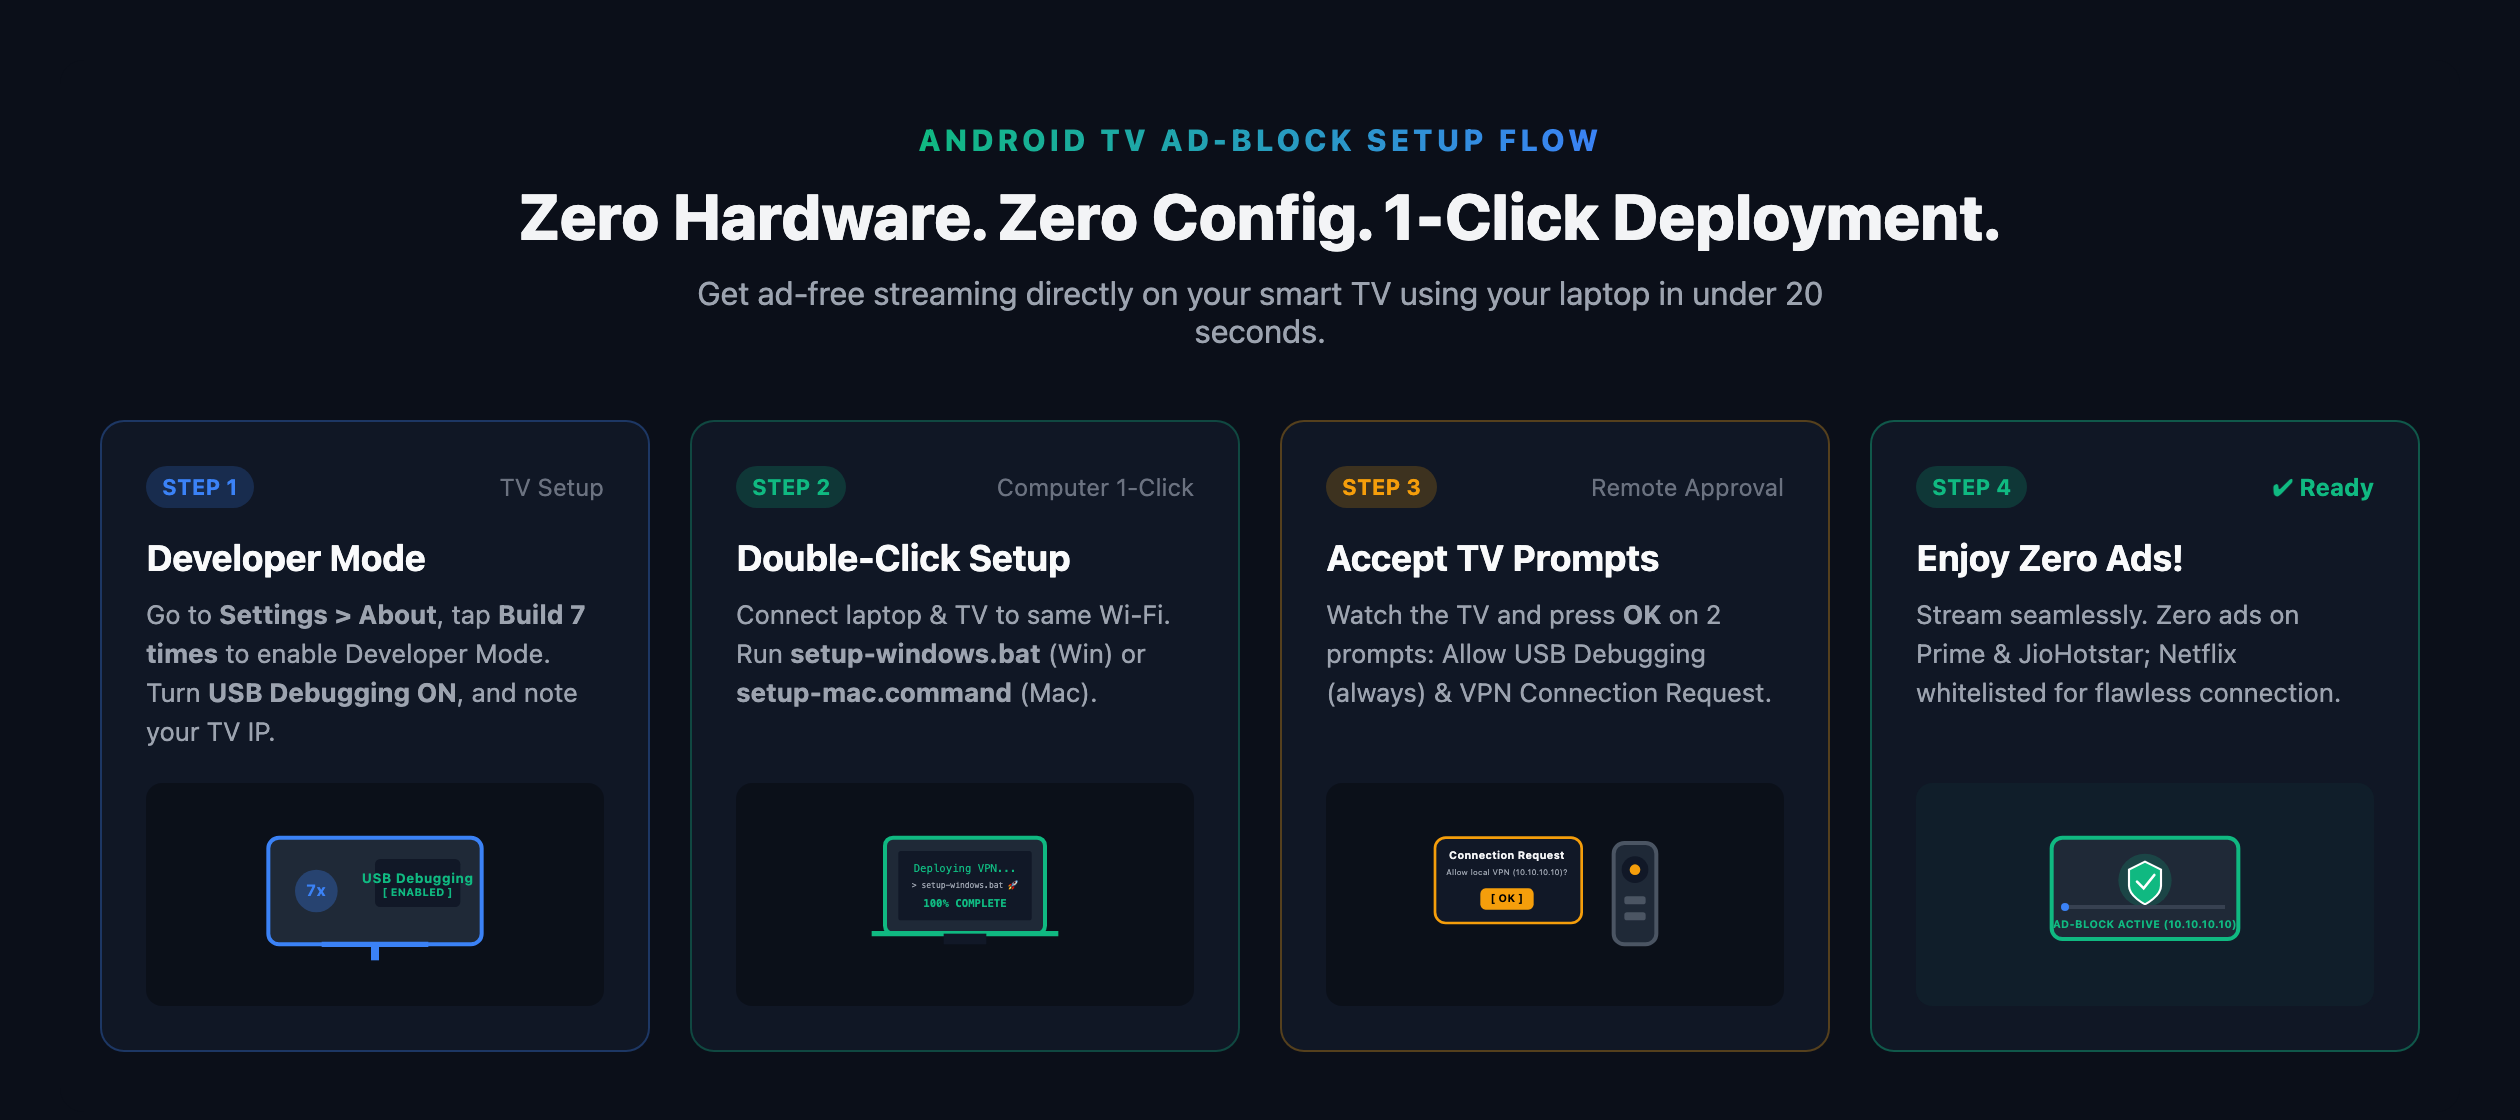 ANDROID TV AD-BLOCK SETUP FLOW
Zero Hardware. Zero Config. 1-Click Deployment.
Get ad-free streaming directly on your smart TV using your laptop in under 20
seconds.
STEP 1
TV Setup
Developer Mode
Go to Settings > About, tap Build 7
times to enable Developer Mode.
Turn USB Debugging ON, and note
your TV IP.
7x
USB Debugging
[ ENABLED ]
STEP 2
Computer 1-Click
Double-Click Setup
Connect laptop & TV to same Wi-Fi.
Run setup-windows.bat (Win) or
setup-mac.command (Mac).
Deploying VPN...
> setup-windows.bat 🚀
100% COMPLETE
STEP 3
Remote Approval
Accept TV Prompts
Watch the TV and press OK on 2
prompts: Allow USB Debugging
(always) & VPN Connection Request.
Connection Request
Allow local VPN (10.10.10.10)?
[ OK ]
STEP 4
✔ Ready
Enjoy Zero Ads!
Stream seamlessly. Zero ads on
Prime & JioHotstar; Netflix
whitelisted for flawless connection.
AD-BLOCK ACTIVE (10.10.10.10)